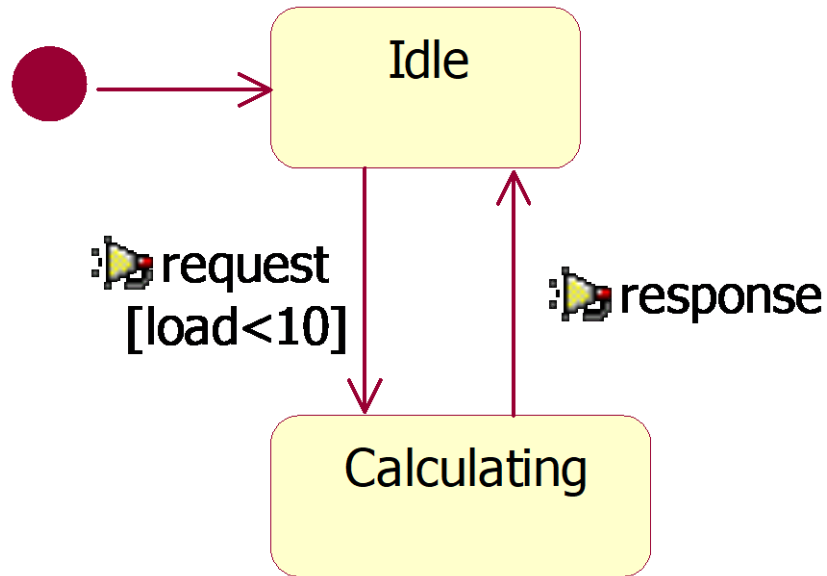 Idle
request
[load<10]
response
Calculating